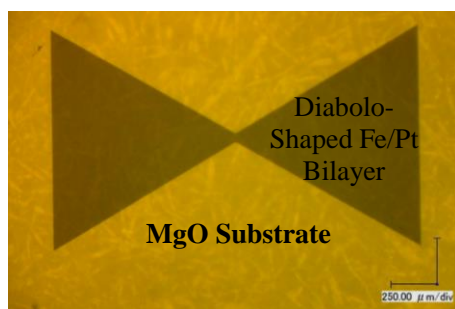 Diabolo-
Shaped Fe/Pt
Bilayer
MgO Substrate
250.00 μm/div